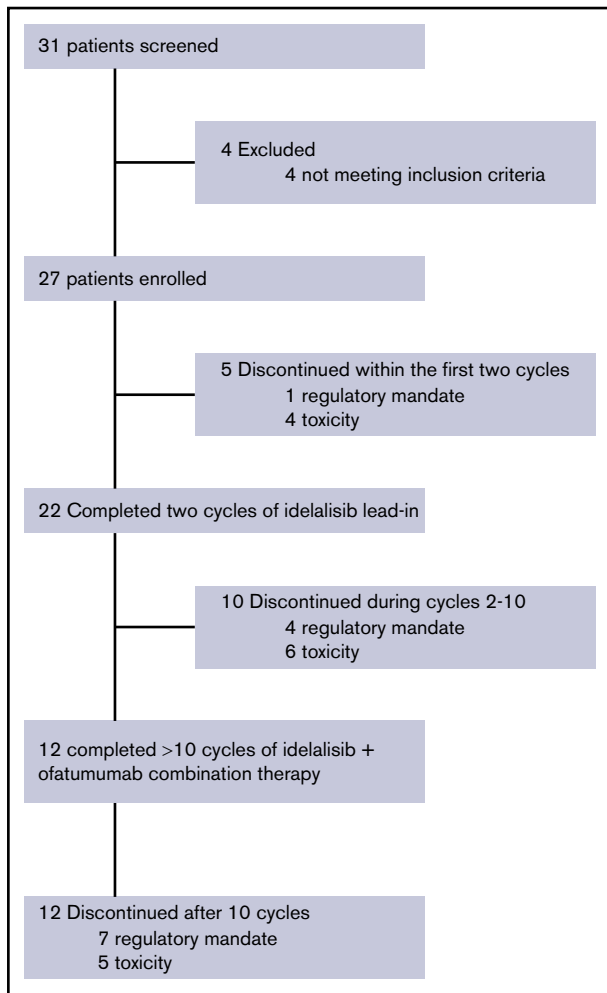 31 patients screened
4 Excluded
4 not meeting inclusion criteria
27 patients enrolled
5 Discontinued within the first two cycles
1 regulatory mandate
4 toxicity
22 Completed two cycles of idelalisib lead-in
10 Discontinued during cycles 2-10
4 regulatory mandate
6 toxicity
12 completed >10 cycles of idelalisib +
ofatumumab combination therapy
12 Discontinued after 10 cycles
7 regulatory mandate
5 toxicity